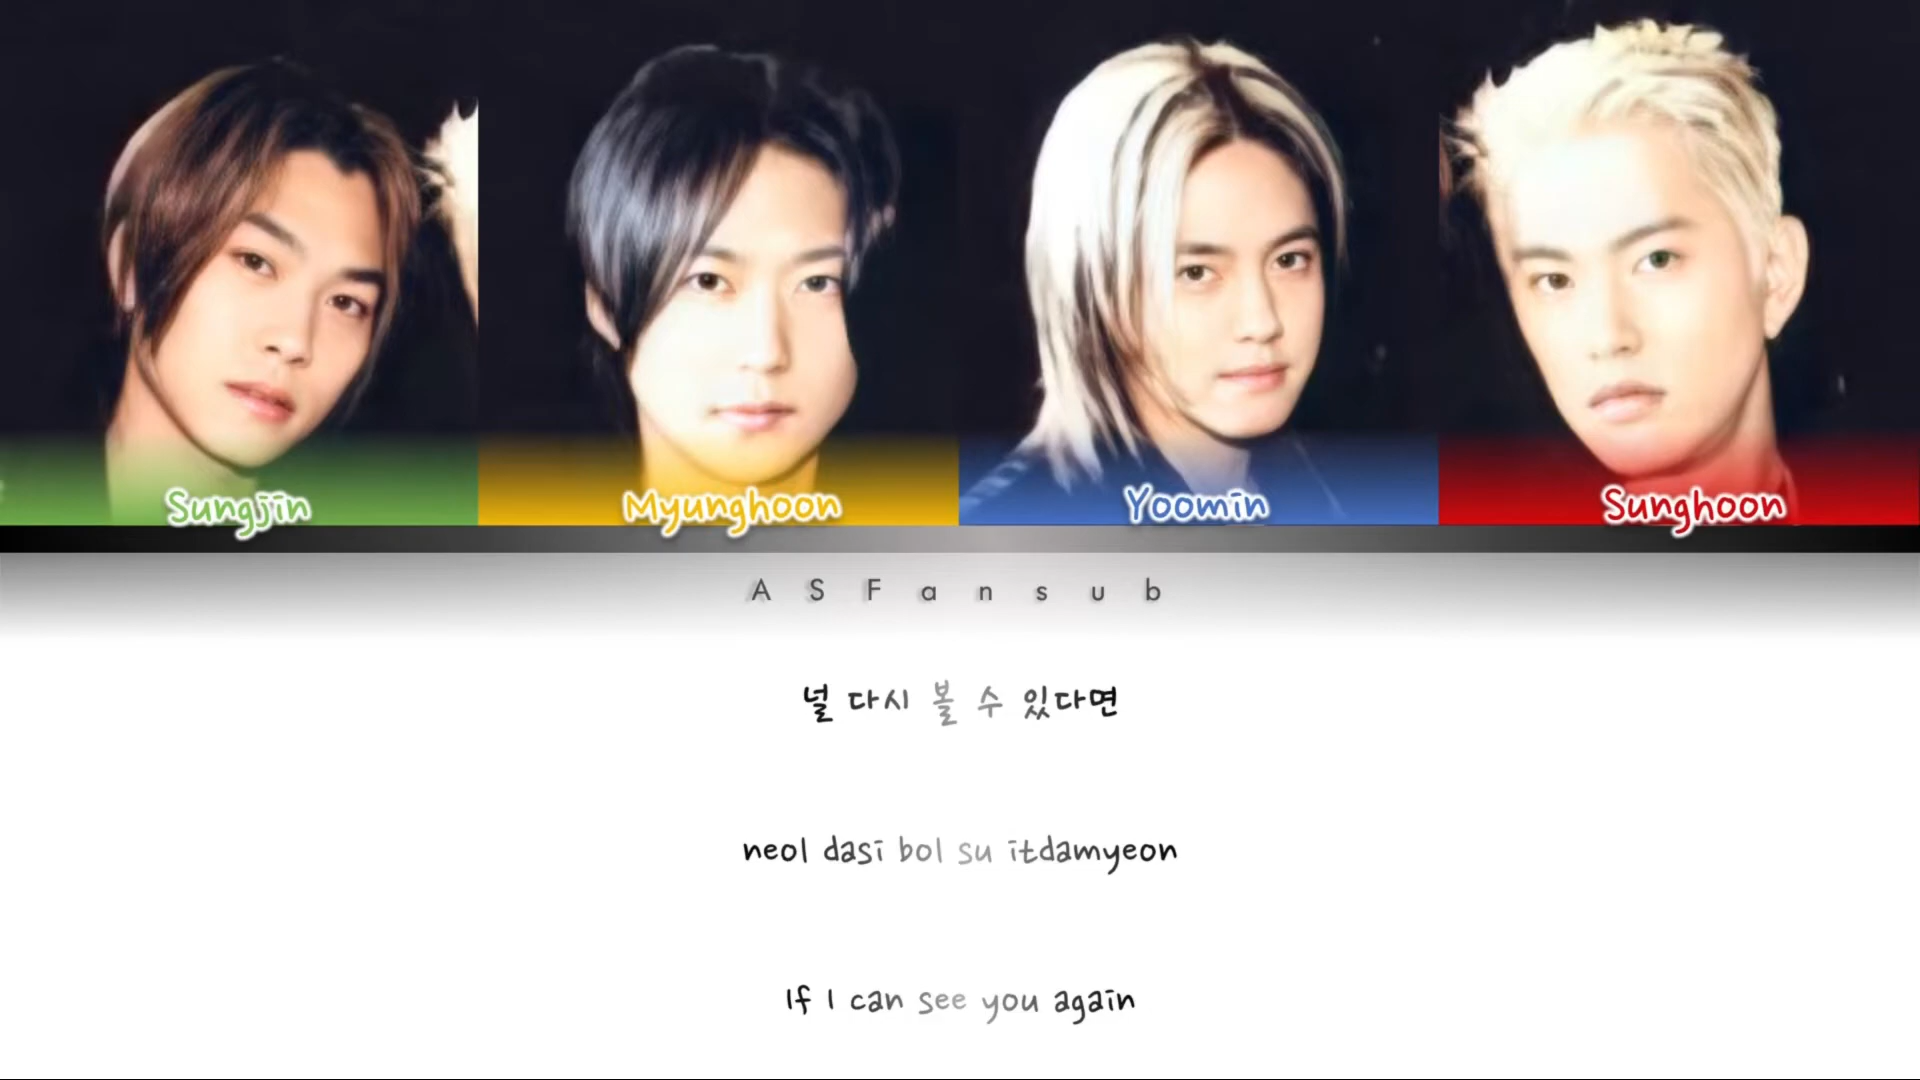 Sungjin
Myunghoon
Yoomin
Sunghoon
ASFansub
널 다시 볼 수 있다면
neol dasi bol su itdamyeon
If I can see you again